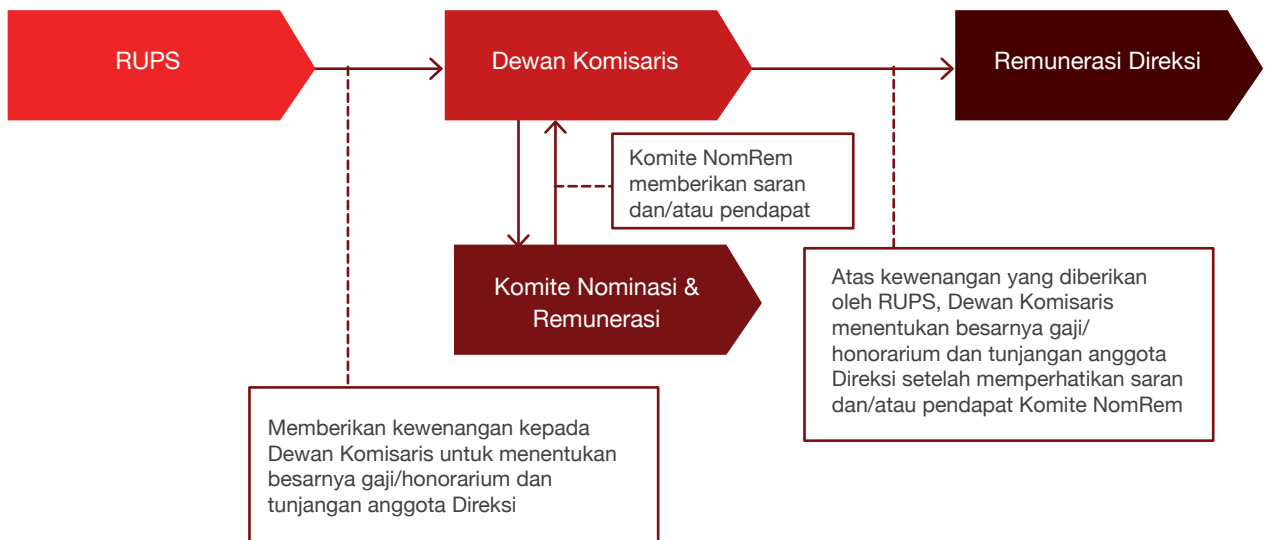 RUPS
Dewan Komisaris
Remunerasi Direksi
Komite NomRem
memberikan saran
dan/atau pendapat
Komite Nominasi &
Remunerasi
Atas kewenangan yang diberikan
oleh RUPS, Dewan Komisaris
menentukan besarnya gaji/
honorarium dan tunjangan anggota
Direksi setelah memperhatikan saran
dan/atau pendapat Komite NomRem
Memberikan kewenangan kepada
Dewan Komisaris untuk menentukan
besarnya gaji/honorarium dan
tunjangan anggota Direksi